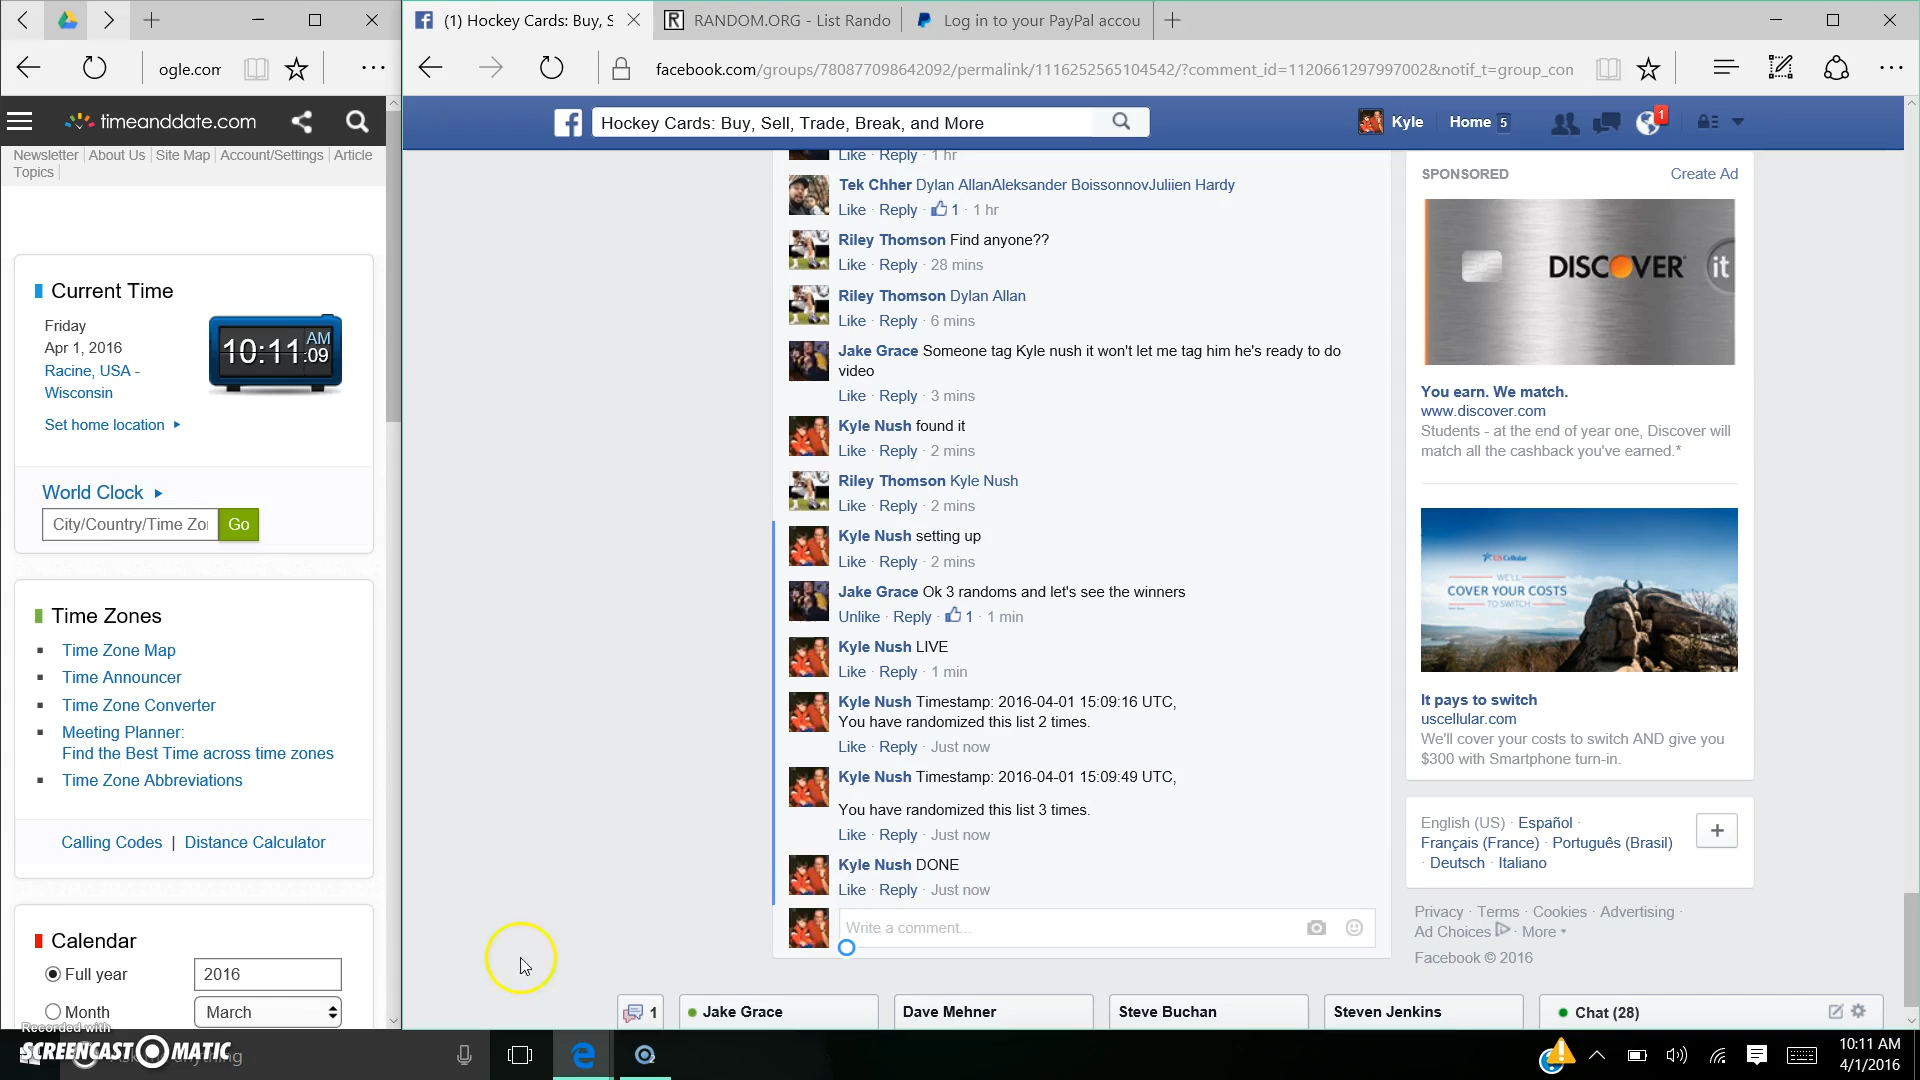 (1) Hockey Cards: Buy, S
RANDOM.ORG - List Rando
Log in to your PayPal accou
ogle.com
facebook.com/groups/780877098642092/permalink/1116252565104542/?comment_id=1120661297997002&notif_t=group_con
timeanddate.com
Newsletter | About Us | Site Map | Account/Settings | Article
Topics |
Current Time
Friday
Apr 1, 2016
Racine, USA -
Wisconsin
10:11:09 AM
Set home location
World Clock
City/Country/Time Zo
Go
Time Zones
Time Zone Map
Time Announcer
Time Zone Converter
Meeting Planner:
Find the Best Time across time zones
Time Zone Abbreviations
Calling Codes | Distance Calculator
Calendar
Full year
2016
Month
March
Hockey Cards: Buy, Sell, Trade, Break, and More
Kyle
Home 5
1
Like · Reply · 1 hr
Tek Chher Dylan AllanAleksander BoissonnovJuliien Hardy
Like · Reply · 1 · 1 hr
Riley Thomson Find anyone??
Like · Reply · 28 mins
Riley Thomson Dylan Allan
Like · Reply · 6 mins
Jake Grace Someone tag Kyle nush it won't let me tag him he's ready to do
video
Like · Reply · 3 mins
Kyle Nush found it
Like · Reply · 2 mins
Riley Thomson Kyle Nush
Like · Reply · 2 mins
Kyle Nush setting up
Like · Reply · 2 mins
Jake Grace Ok 3 randoms and let's see the winners
Unlike · Reply · 1 · 1 min
Kyle Nush LIVE
Like · Reply · 1 min
Kyle Nush Timestamp: 2016-04-01 15:09:16 UTC,
You have randomized this list 2 times.
Like · Reply · Just now
Kyle Nush Timestamp: 2016-04-01 15:09:49 UTC,
You have randomized this list 3 times.
Like · Reply · Just now
Kyle Nush DONE
Like · Reply · Just now
Write a comment...
SPONSORED
Create Ad
DISCOVER it
You earn. We match.
www.discover.com
Students - at the end of year one, Discover will
match all the cashback you've earned.*
US Cellular
WE'LL
COVER YOUR COSTS
TO SWITCH
It pays to switch
uscellular.com
We'll cover your costs to switch AND give you
$300 with Smartphone turn-in.
English (US) · Español ·
Français (France) · Português (Brasil)
· Deutsch · Italiano
Privacy · Terms · Cookies · Advertising ·
Ad Choices · More
Facebook © 2016
1
Jake Grace
Dave Mehner
Steve Buchan
Steven Jenkins
Chat (28)
Recorded with
SCREENCAST MATIC
anything
10:11 AM
4/1/2016